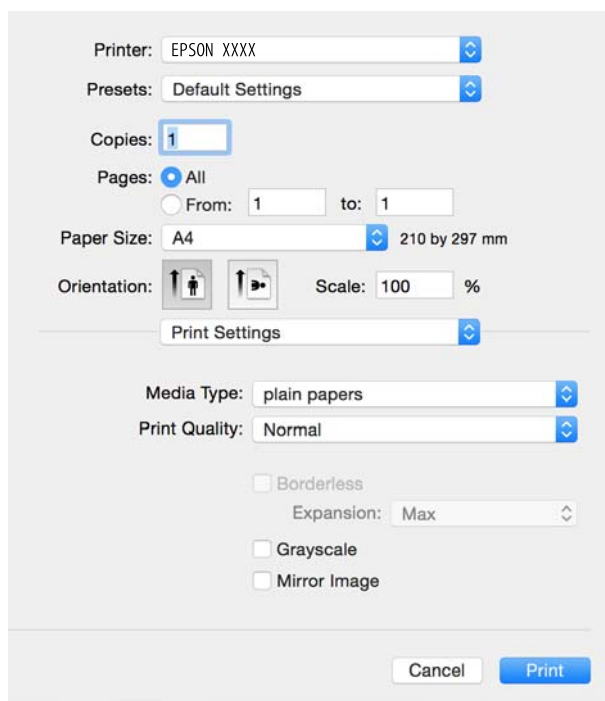 Printer: EPSON XXXX
Presets: Default Settings
Copies: 1
Pages: All
From: 1 to: 1
Paper Size: A4 210 by 297 mm
Orientation: Scale: 100 %
Print Settings
Media Type: plain papers
Print Quality: Normal
Borderless
Expansion: Max
Grayscale
Mirror Image
Cancel Print